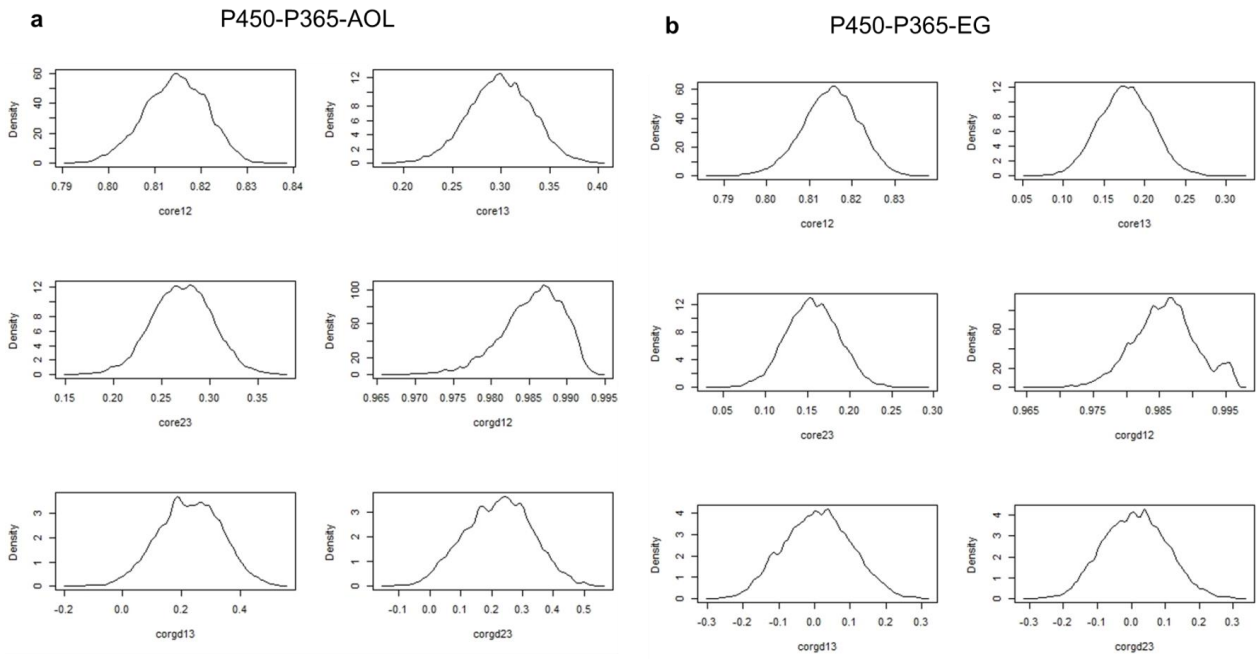 a
P450-P365-AOL
Density
0 20 40 60
0.79 0.80 0.81 0.82 0.83 0.84
core12
Density
0 2 4 6 8 12
0.20 0.25 0.30 0.35 0.40
core13
Density
0 2 4 6 8 12
0.15 0.20 0.25 0.30 0.35
core23
Density
0 20 60 100
0.965 0.970 0.975 0.980 0.985 0.990 0.995
corgd12
Density
0 1 2 3
-0.2 0.0 0.2 0.4
corgd13
Density
0 1 2 3
-0.1 0.0 0.1 0.2 0.3 0.4 0.5
corgd23
b
P450-P365-EG
Density
0 20 40 60
0.79 0.80 0.81 0.82 0.83
core12
Density
0 2 4 6 8 12
0.05 0.10 0.15 0.20 0.25 0.30
core13
Density
0 4 8 12
0.05 0.10 0.15 0.20 0.25 0.30
core23
Density
0 20 60
0.965 0.975 0.985 0.995
corgd12
Density
0 1 2 3 4
-0.3 -0.2 -0.1 0.0 0.1 0.2 0.3
corgd13
Density
0 1 2 3 4
-0.3 -0.2 -0.1 0.0 0.1 0.2 0.3
corgd23